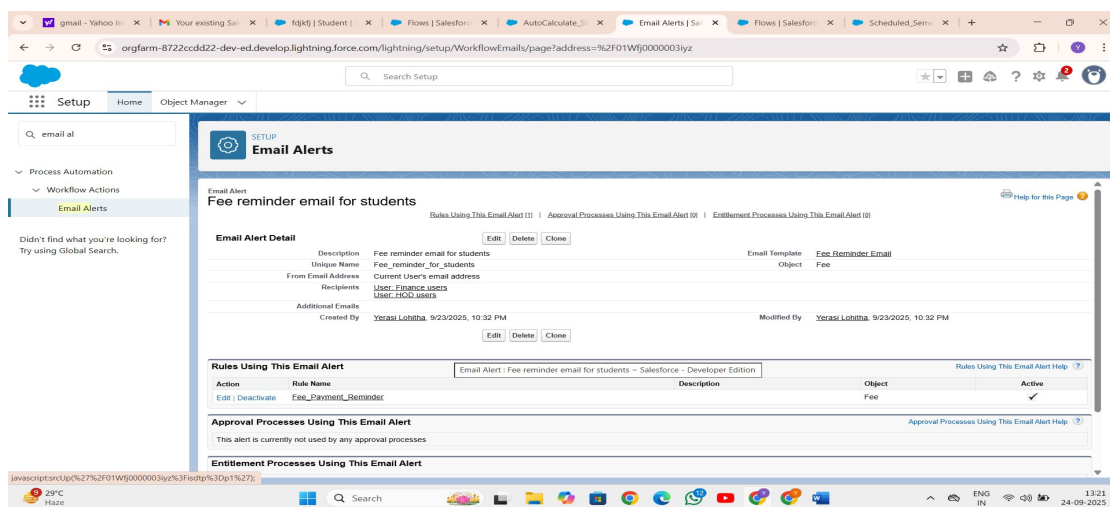 gmail - Yahoo In
Your existing Sal
fdjkfj | Student |
Flows | Salesforc
AutoCalculate_St
Email Alerts | Sal
Flows | Salesforc
Scheduled_Seme
orgfarm-8722ccdd22-dev-ed.develop.lightning.force.com/lightning/setup/WorkflowEmails/page?address=%2F01Wfj0000003iyz
Search Setup
2
Setup
Home
Object Manager
email al
SETUP
Email Alerts
Process Automation
Workflow Actions
Email Alerts
Didn't find what you're looking for?
Try using Global Search.
Email Alert
Fee reminder email for students
Help for this Page
Rules Using This Email Alert [1] | Approval Processes Using This Email Alert [0] | Entitlement Processes Using This Email Alert [0]
Email Alert Detail
Edit Delete Clone
Description Fee reminder email for students Email Template Fee Reminder Email
Unique Name Fee_reminder_for_students Object Fee
From Email Address Current User's email address
Recipients User: Finance users
User: HOD users
Additional Emails
Created By Yerasi Lohitha, 9/23/2025, 10:32 PM Modified By Yerasi Lohitha, 9/23/2025, 10:32 PM
Edit Delete Clone
Rules Using This Email Alert
Email Alert : Fee reminder email for students ~ Salesforce - Developer Edition
Rules Using This Email Alert Help ?
Action Rule Name Description Object Active
Edit | Deactivate Fee_Payment_Reminder Fee ✓
Approval Processes Using This Email Alert
Approval Processes Using This Email Alert Help ?
This alert is currently not used by any approval processes
Entitlement Processes Using This Email Alert
javascript:srcUp(%27%2F01Wfj0000003iyz%3Fisdtp%3Dp1%27);
9
29°C
Haze
Search
12
ENG
IN
13:21
24-09-2025